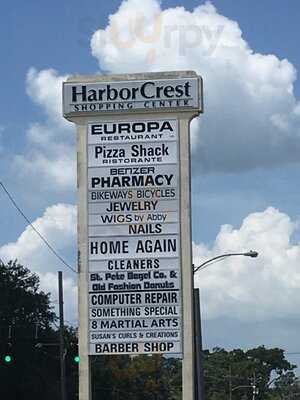 Sluurpy
HarborCrest
SHOPPING CENTER
EUROPA
RESTAURANT
Pizza Shack
RISTORANTE
BENZER
PHARMACY
BIKEWAYS BICYCLES
JEWELRY
WIGS by Abby
NAILS
HOME AGAIN
CLEANERS
St. Pete Bagel Co. &
Old Fashion Donuts
COMPUTER REPAIR
SOMETHING SPECIAL
8 MARTIAL ARTS
SUSAN'S CURLS & CREATIONS
BARBER SHOP